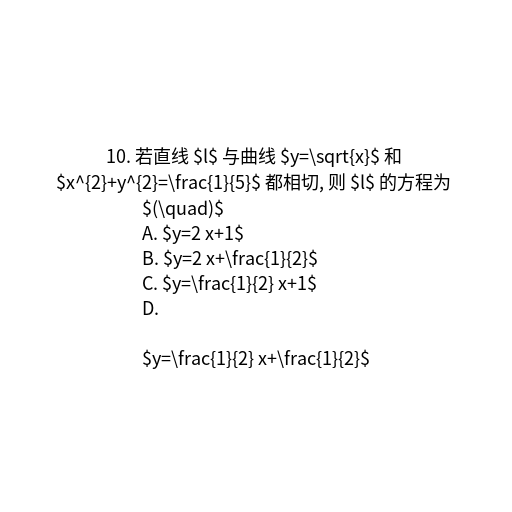 10. 若直线 $l$ 与曲线 $y=\sqrt{x}$ 和
$x^{2}+y^{2}=\frac{1}{5}$ 都相切, 则 $l$ 的方程为
$(\quad)$
A. $y=2 x+1$
B. $y=2 x+\frac{1}{2}$
C. $y=\frac{1}{2} x+1$
D.
$y=\frac{1}{2} x+\frac{1}{2}$